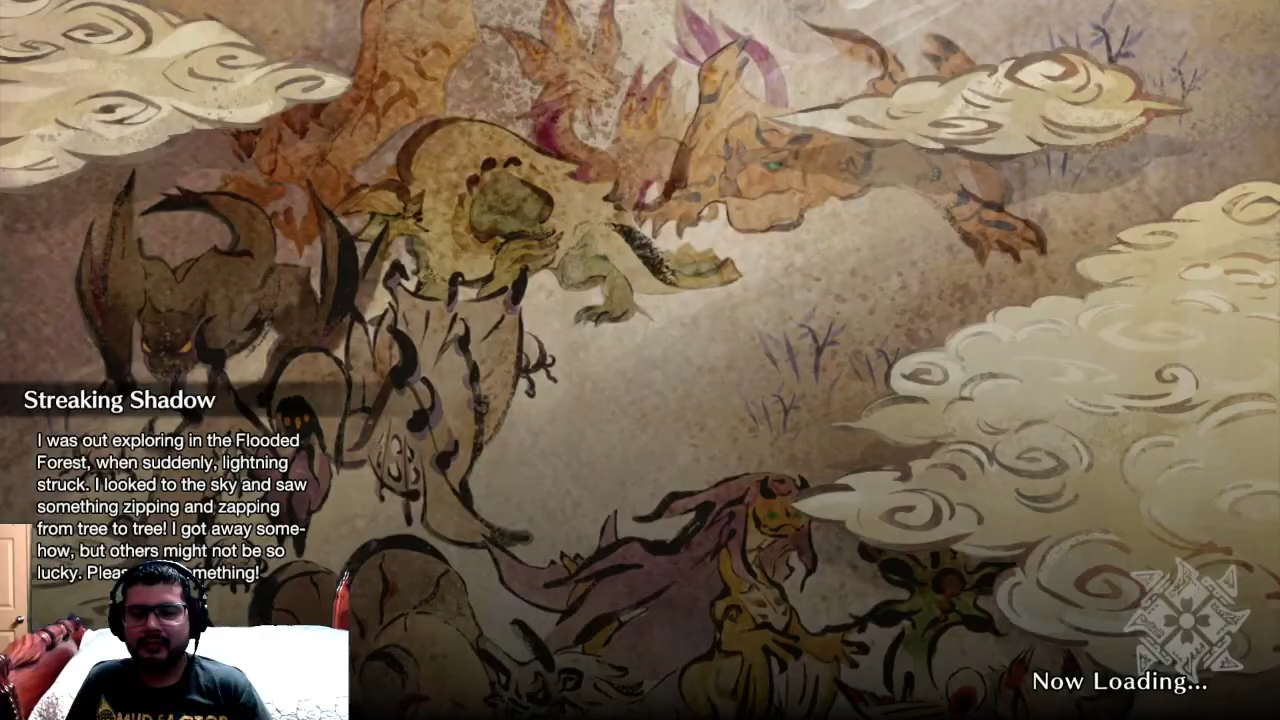 Streaking Shadow
I was out exploring in the Flooded
Forest, when suddenly, lightning
struck. I looked to the sky and saw
something zipping and zapping
from tree to tree! I got away some-
how, but others might not be so
lucky. mething!
Now Loading...